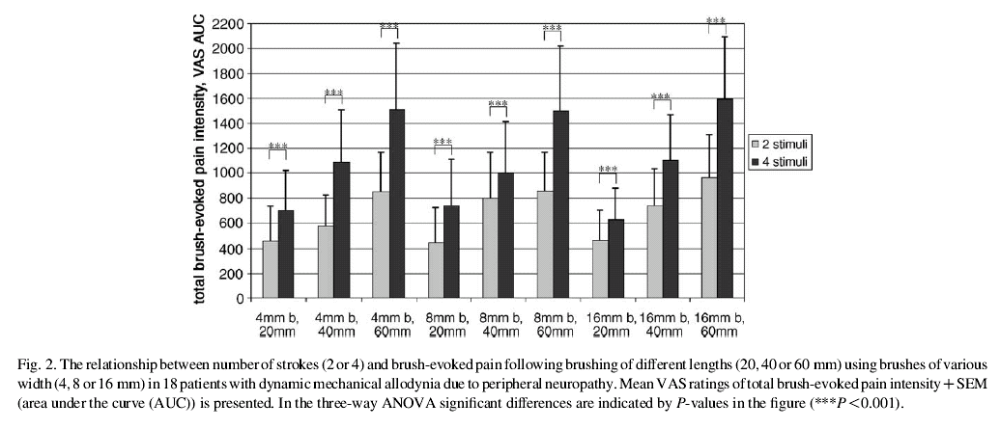 total brush-evoked pain intensity, VAS AUC
2200
2000
1800
1600
1400
1200
1000
800
600
400
200
0
*** *** *** *** *** *** *** *** ***
2 stimuli
4 stimuli
4mm b, 4mm b, 4mm b, 8mm b, 8mm b, 8mm b, 16mm b, 16mm b, 16mm b,
20mm 40mm 60mm 20mm 40mm 60mm 20mm 40mm 60mm
Fig. 2. The relationship between number of strokes (2 or 4) and brush-evoked pain following brushing of different lengths (20, 40 or 60 mm) using brushes of various
width (4, 8 or 16 mm) in 18 patients with dynamic mechanical allodynia due to peripheral neuropathy. Mean VAS ratings of total brush-evoked pain intensity + SEM
(area under the curve (AUC)) is presented. In the three-way ANOVA significant differences are indicated by P-values in the figure (***P < 0.001).